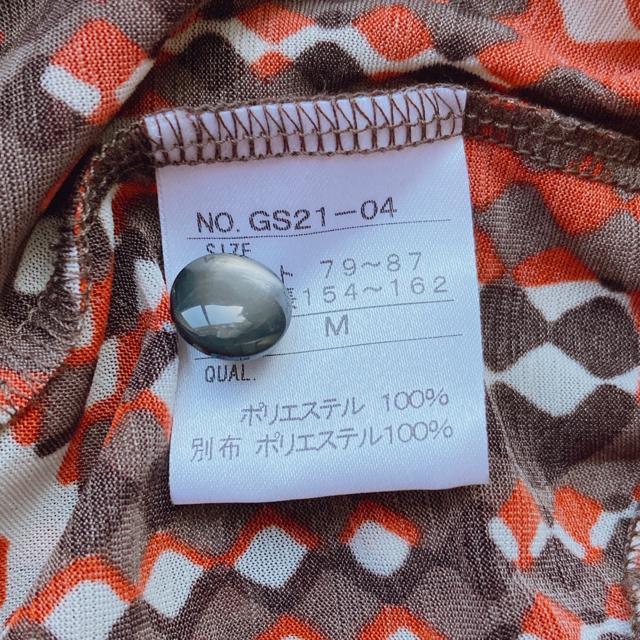 NO. GS21-04
SIZE
ト 79~87
154~162
M
QUAL.
ポリエステル 100%
別布 ポリエステル100%